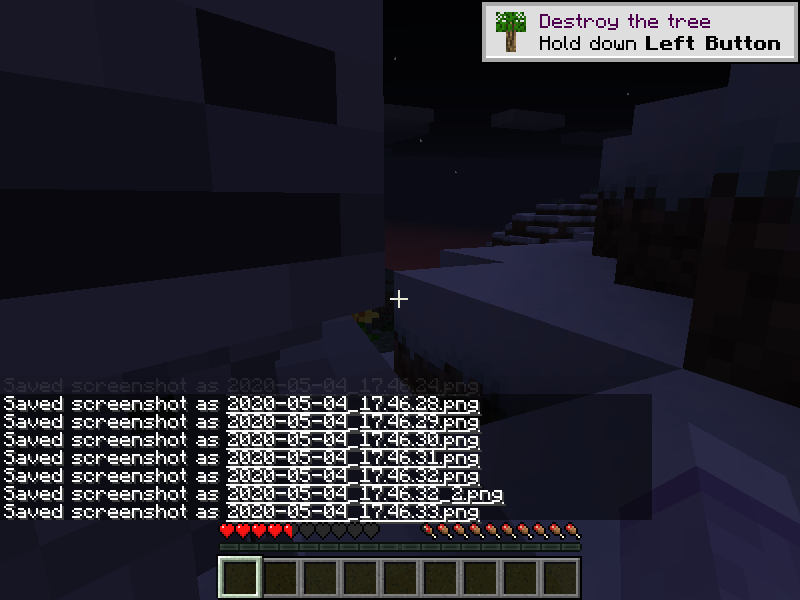 Destroy the tree
Hold down Left Button
Saved screenshot as 2020-05-04_17.46.24.png
Saved screenshot as 2020-05-04_17.46.28.png
Saved screenshot as 2020-05-04_17.46.29.png
Saved screenshot as 2020-05-04_17.46.30.png
Saved screenshot as 2020-05-04_17.46.31.png
Saved screenshot as 2020-05-04_17.46.32.png
Saved screenshot as 2020-05-04_17.46.32_2.png
Saved screenshot as 2020-05-04_17.46.33.png